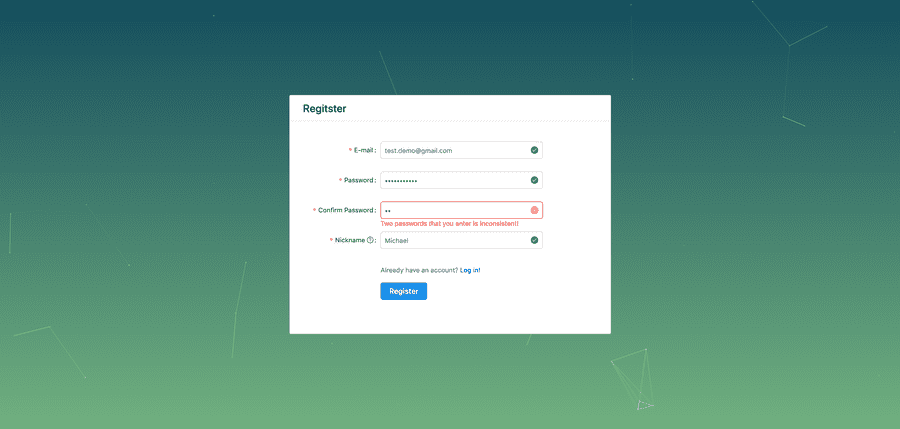 Regitster
* E-mail : test.demo@gmail.com
* Password : •••••••••••
* Confirm Password : ••
Two passwords that you enter is inconsistent!
* Nickname ? : Michael
Already have an account? Log in!
Register